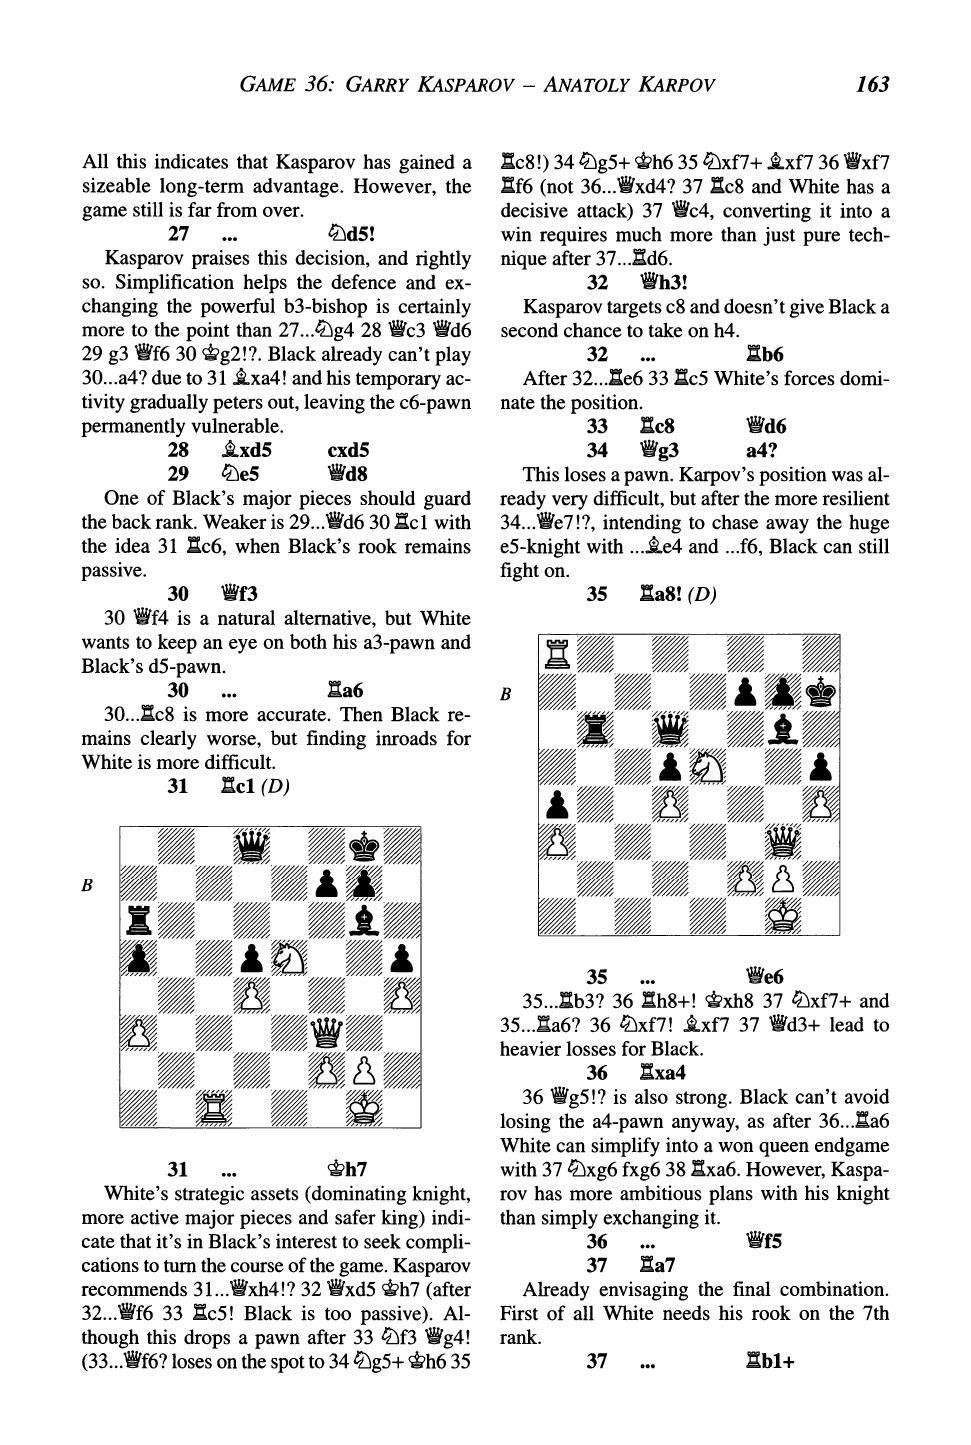 GAME 36: GARRY KASPAROV – ANATOLY KARPOV 163
All this indicates that Kasparov has gained a
sizeable long-term advantage. However, the
game still is far from over.
27 ... ♘d5!
Kasparov praises this decision, and rightly
so. Simplification helps the defence and ex-
changing the powerful b3-bishop is certainly
more to the point than 27...♘g4 28 ♕c3 ♕d6
29 g3 ♕f6 30 ♔g2!?. Black already can't play
30...a4? due to 31 ♗xa4! and his temporary ac-
tivity gradually peters out, leaving the c6-pawn
permanently vulnerable.
28 ♗xd5 cxd5
29 ♘e5 ♕d8
One of Black's major pieces should guard
the back rank. Weaker is 29...♕d6 30 ♖c1 with
the idea 31 ♖c6, when Black's rook remains
passive.
30 ♕f3
30 ♕f4 is a natural alternative, but White
wants to keep an eye on both his a3-pawn and
Black's d5-pawn.
30 ... ♖a6
30...♖c8 is more accurate. Then Black re-
mains clearly worse, but finding inroads for
White is more difficult.
31 ♖c1 (D)
B
31 ... ♔h7
White's strategic assets (dominating knight,
more active major pieces and safer king) indi-
cate that it's in Black's interest to seek compli-
cations to turn the course of the game. Kasparov
recommends 31...♕xh4!? 32 ♕xd5 ♔h7 (after
32...♕f6 33 ♖c5! Black is too passive). Al-
though this drops a pawn after 33 ♘f3 ♕g4!
(33...♕f6? loses on the spot to 34 ♘g5+ ♔h6 35
♖c8!) 34 ♘g5+ ♔h6 35 ♘xf7+ ♗xf7 36 ♕xf7
♖f6 (not 36...♕xd4? 37 ♖c8 and White has a
decisive attack) 37 ♕c4, converting it into a
win requires much more than just pure tech-
nique after 37...♖d6.
32 ♕h3!
Kasparov targets c8 and doesn't give Black a
second chance to take on h4.
32 ... ♖b6
After 32...♖e6 33 ♖c5 White's forces domi-
nate the position.
33 ♖c8 ♕d6
34 ♕g3 a4?
This loses a pawn. Karpov's position was al-
ready very difficult, but after the more resilient
34...♕e7!?, intending to chase away the huge
e5-knight with ...♗e4 and ...f6, Black can still
fight on.
35 ♖a8! (D)
B
35 ... ♕e6
35...♖b3? 36 ♖h8+! ♔xh8 37 ♘xf7+ and
35...♖a6? 36 ♘xf7! ♗xf7 37 ♕d3+ lead to
heavier losses for Black.
36 ♖xa4
36 ♕g5!? is also strong. Black can't avoid
losing the a4-pawn anyway, as after 36...♖a6
White can simplify into a won queen endgame
with 37 ♘xg6 fxg6 38 ♖xa6. However, Kaspa-
rov has more ambitious plans with his knight
than simply exchanging it.
36 ... ♕f5
37 ♖a7
Already envisaging the final combination.
First of all White needs his rook on the 7th
rank.
37 ... ♖b1+